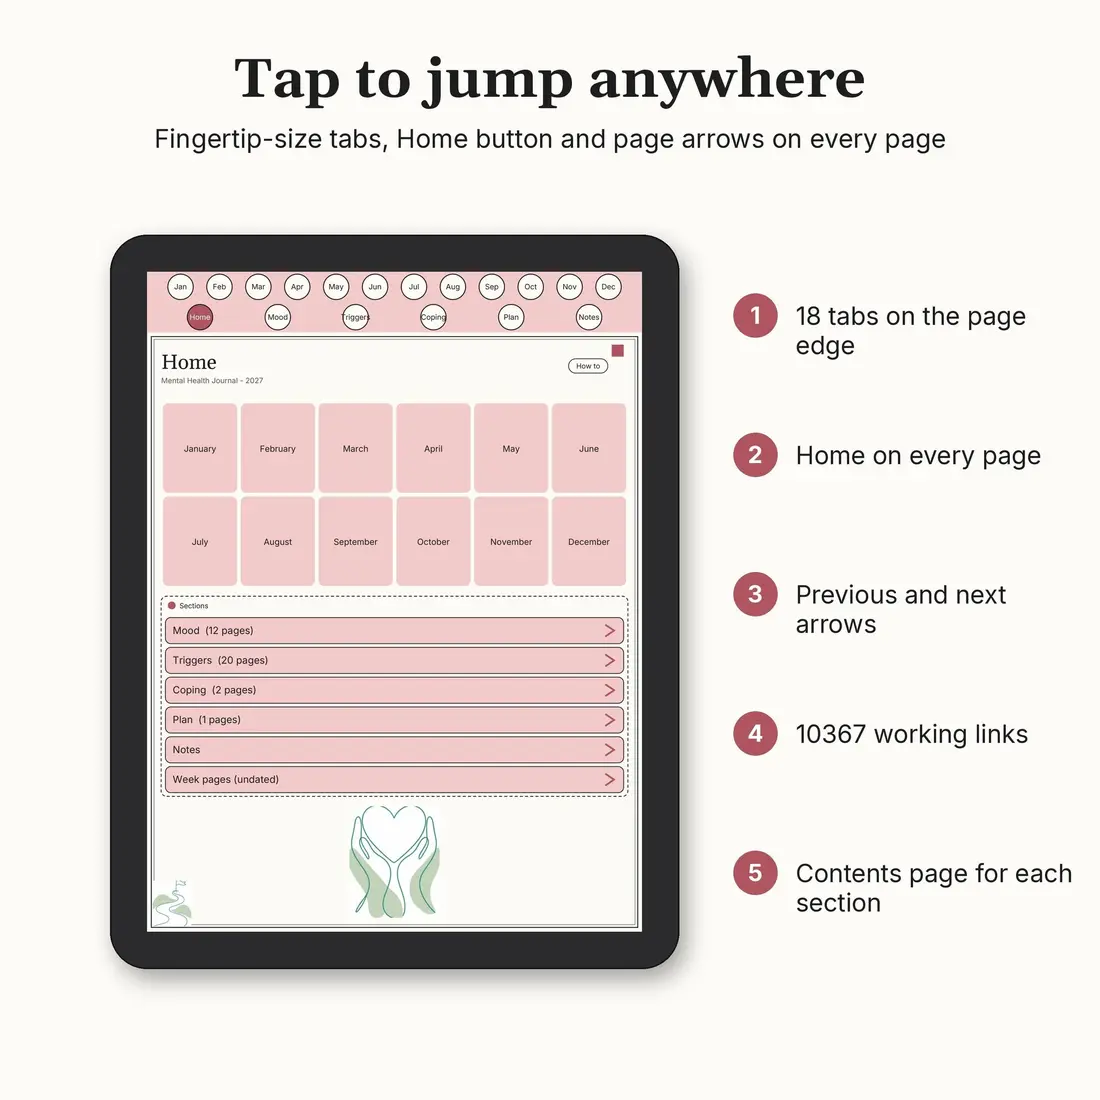 Tap to jump anywhere
Fingertip-size tabs, Home button and page arrows on every page
Jan Feb Mar Apr May Jun Jul Aug Sep Oct Nov Dec
Home Mood Triggers Coping Plan Notes
Home
How to
Mental Health Journal - 2027
January February March April May June
July August September October November December
Sections
Mood (12 pages)
Triggers (20 pages)
Coping (2 pages)
Plan (1 pages)
Notes
Week pages (undated)
1 18 tabs on the page
edge
2 Home on every page
3 Previous and next
arrows
4 10367 working links
5 Contents page for each
section